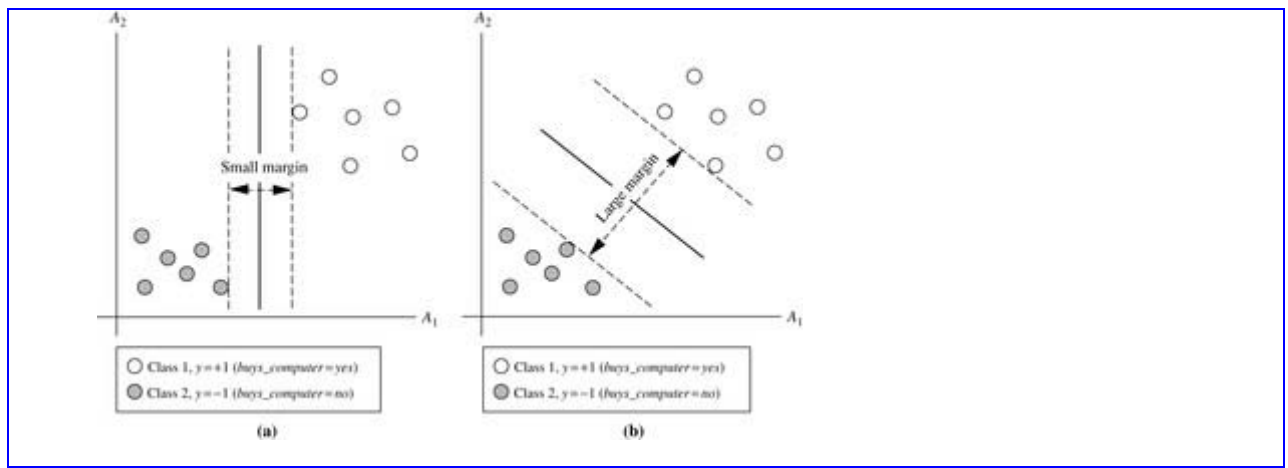 A2
Small margin
A1
Class 1, y=+1 (buys_computer=yes)
Class 2, y=−1 (buys_computer=no)
(a)
A2
Large margin
A1
Class 1, y=+1 (buys_computer=yes)
Class 2, y=−1 (buys_computer=no)
(b)